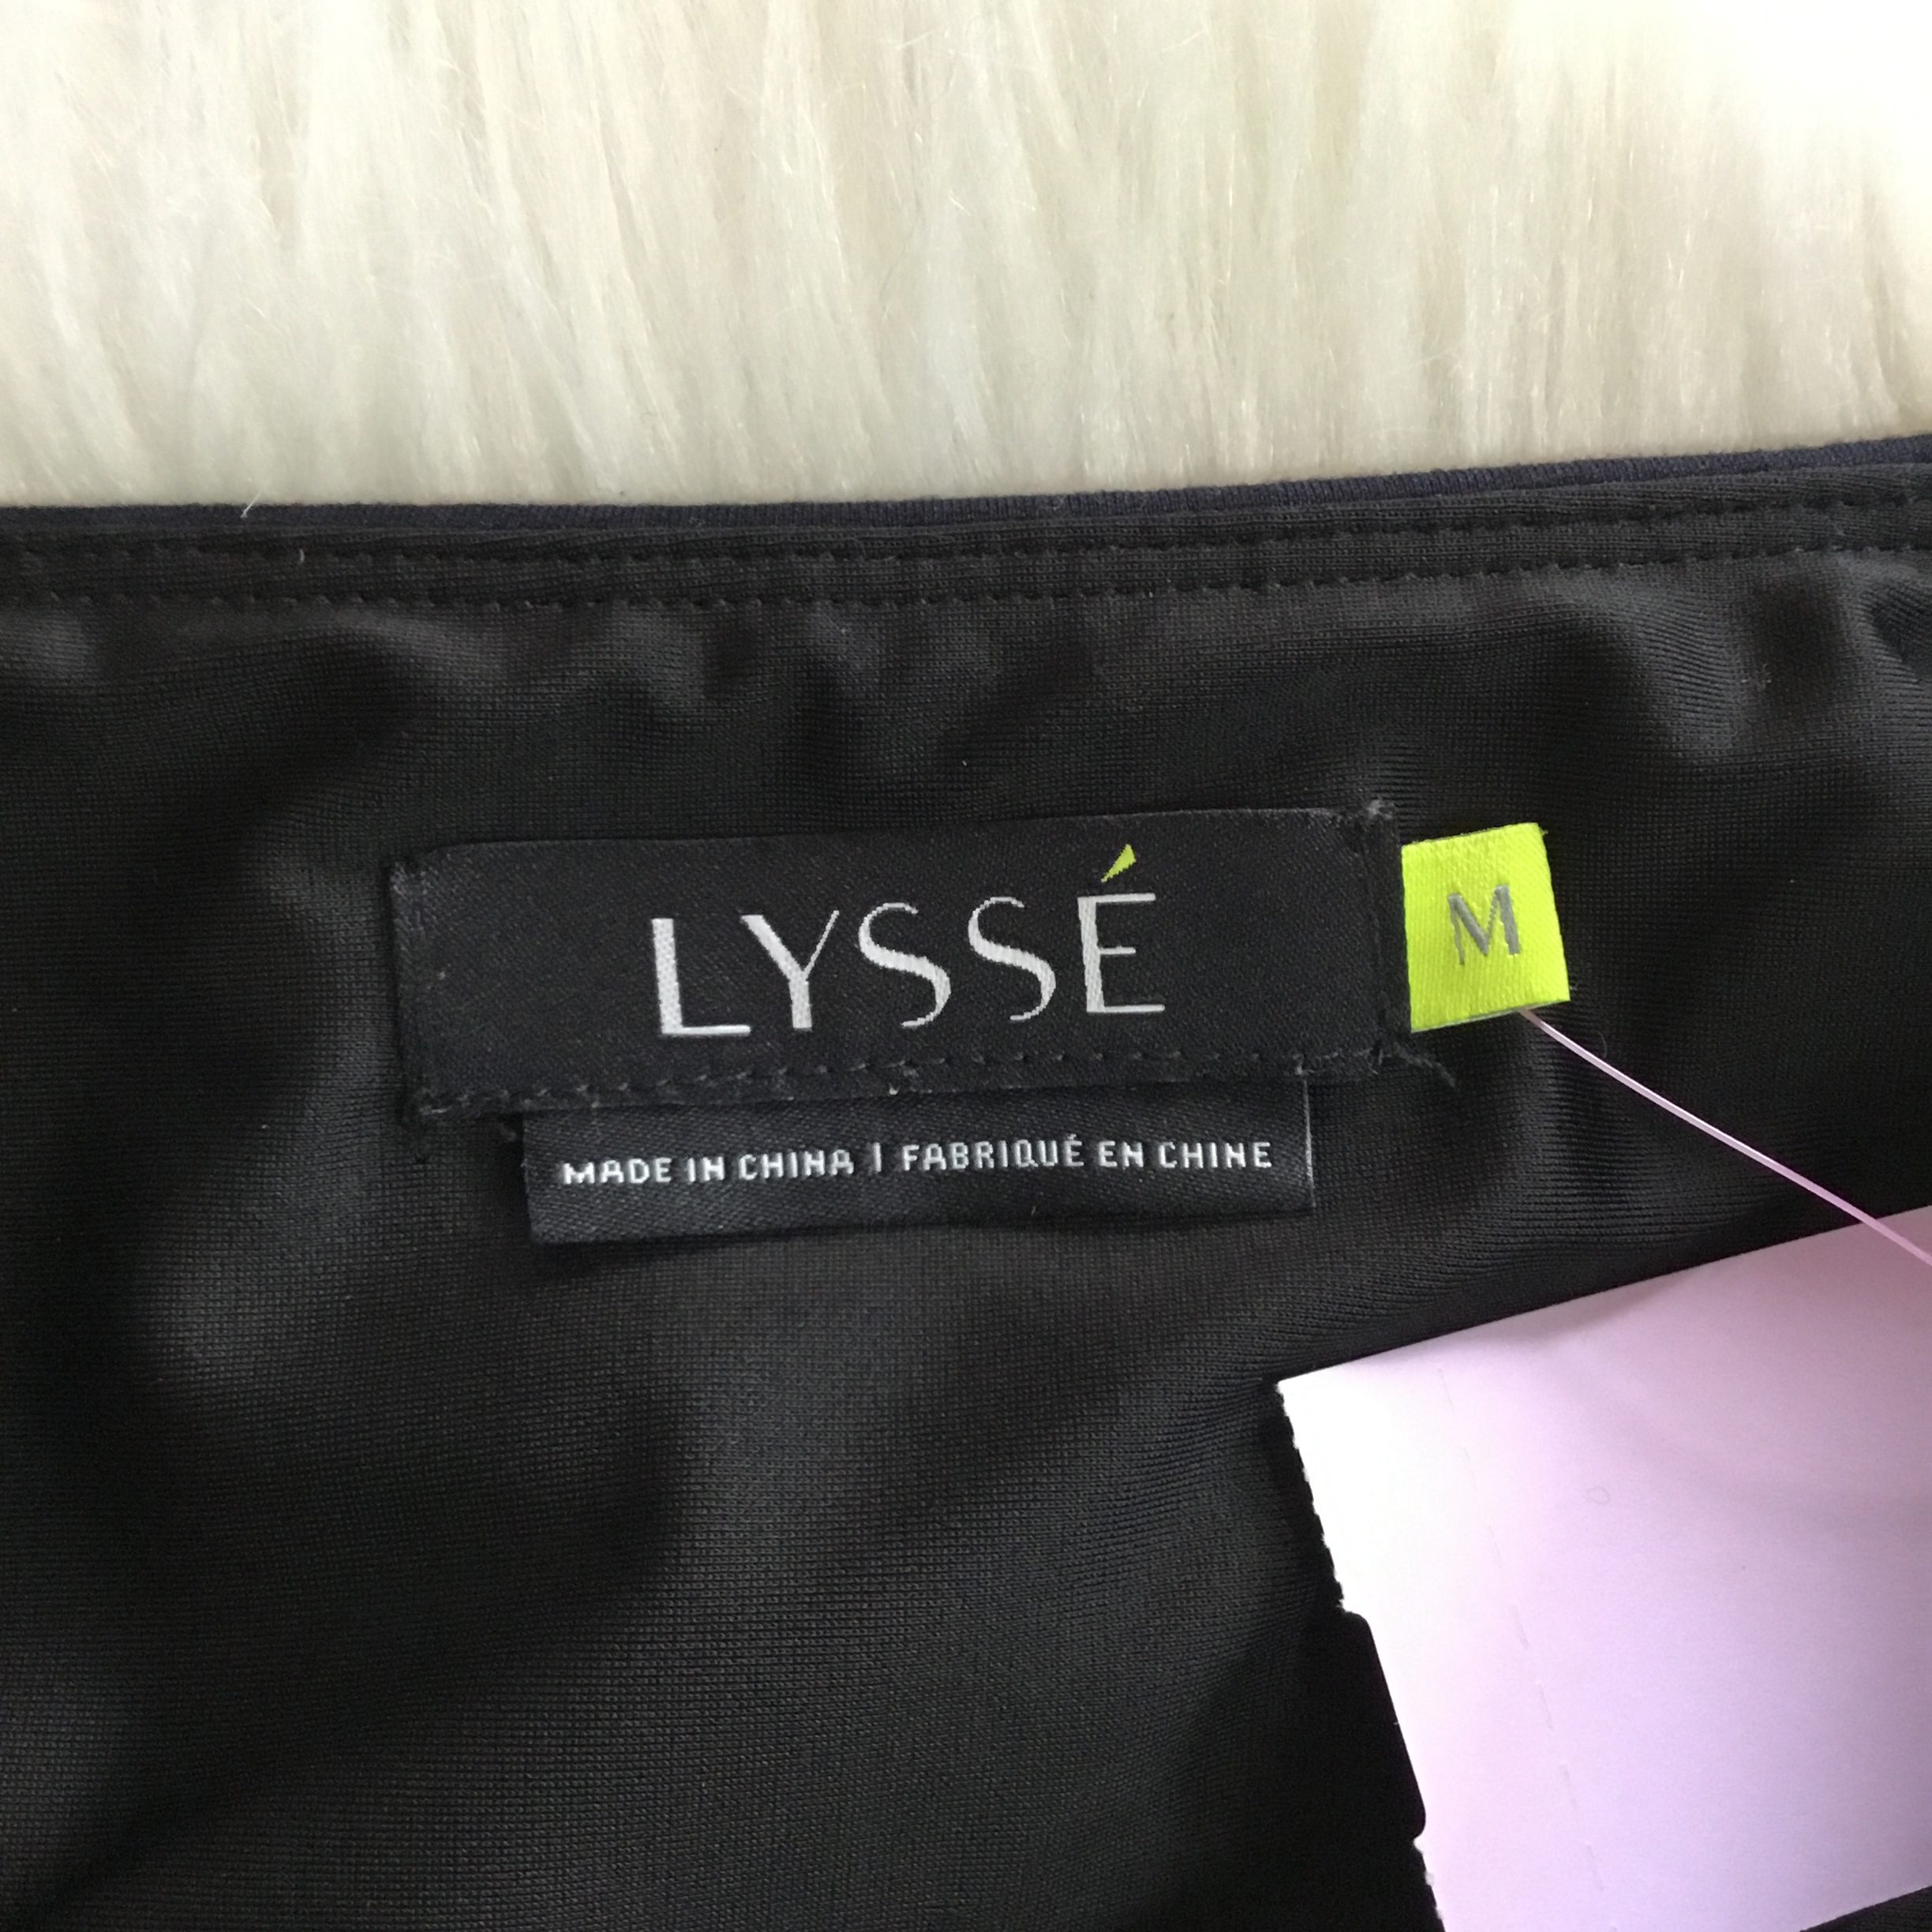 LYSSÉ
M
MADE IN CHINA | FABRIQUÉ EN CHINE